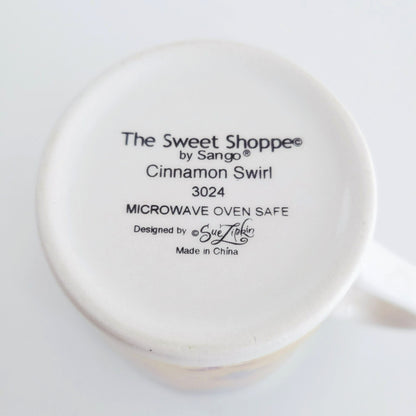 The Sweet Shoppe©
by Sango®
Cinnamon Swirl
3024
MICROWAVE OVEN SAFE
Designed by ©Sue Zipkin
Made in China